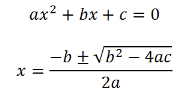 ax² + bx + c = 0
x = (−b ± √(b² − 4ac)) / 2a